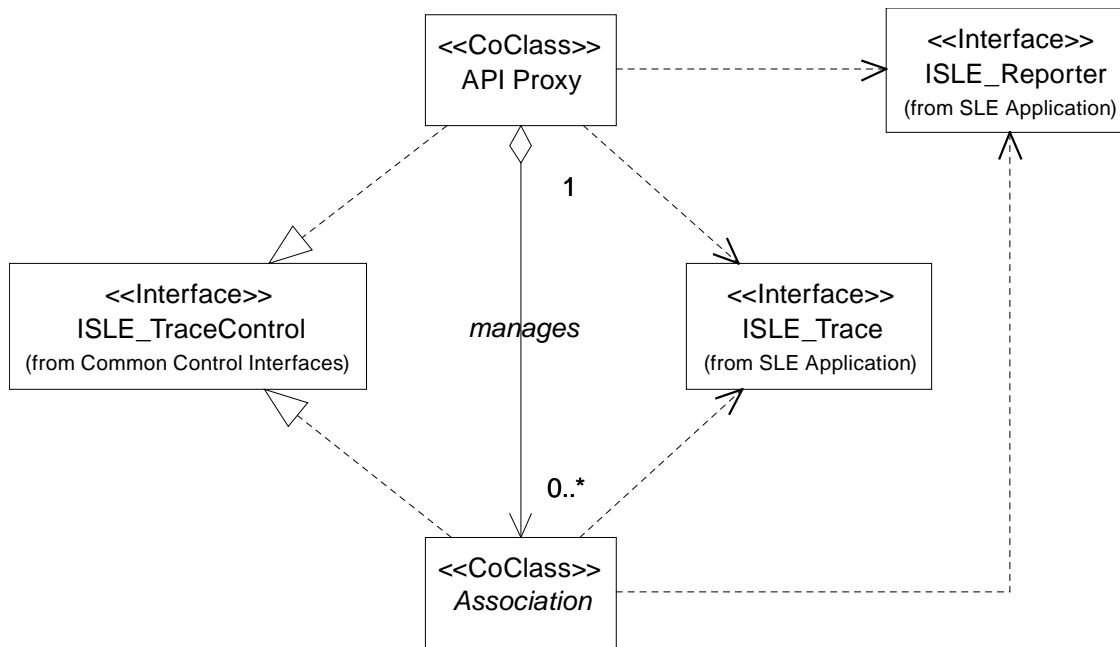 <<CoClass>>
API Proxy
<<Interface>>
ISLE_Reporter
(from SLE Application)
1
<<Interface>>
ISLE_TraceControl
(from Common Control Interfaces)
manages
<<Interface>>
ISLE_Trace
(from SLE Application)
0..*
<<CoClass>>
Association